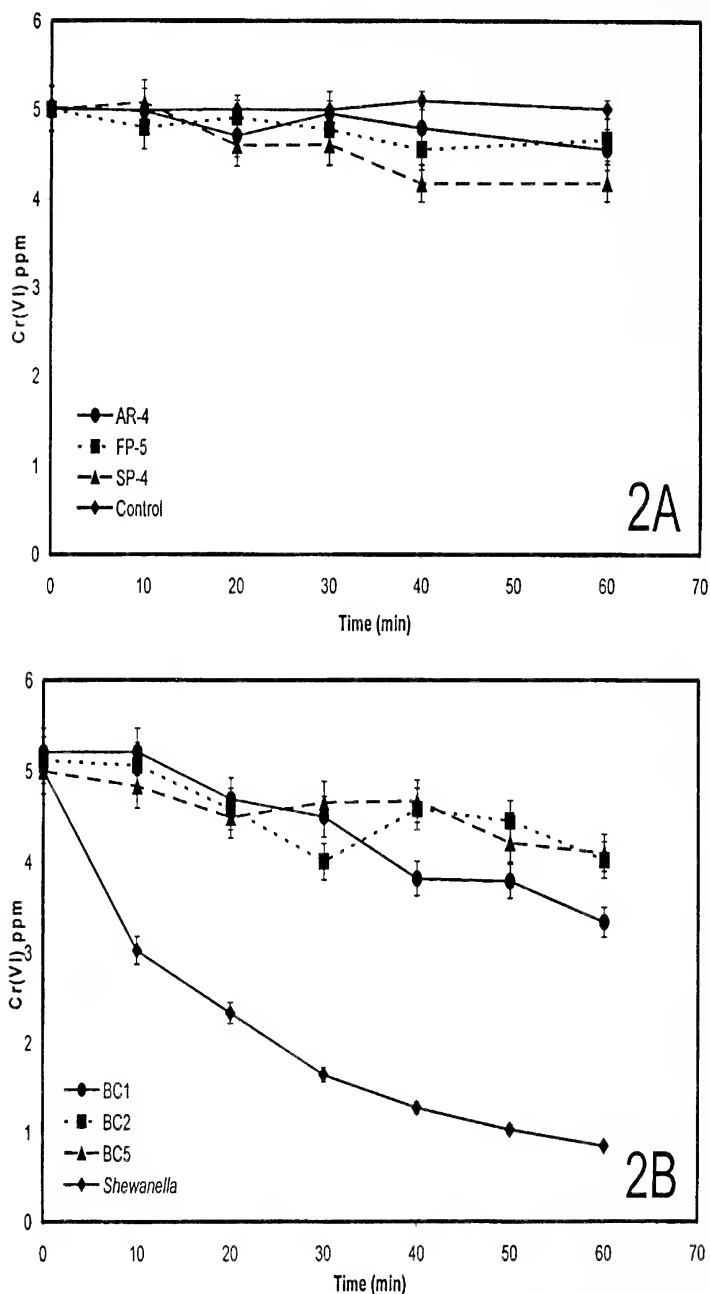 6
5
4
3
2
1
0
Cr(VI) ppm
AR-4
FP-5
SP-4
Control
2A
0 10 20 30 40 50 60 70
Time (min)
6
5
4
3
2
1
0
Cr(VI) ppm
BC1
BC2
BC5
Shewanella
2B
0 10 20 30 40 50 60 70
Time (min)